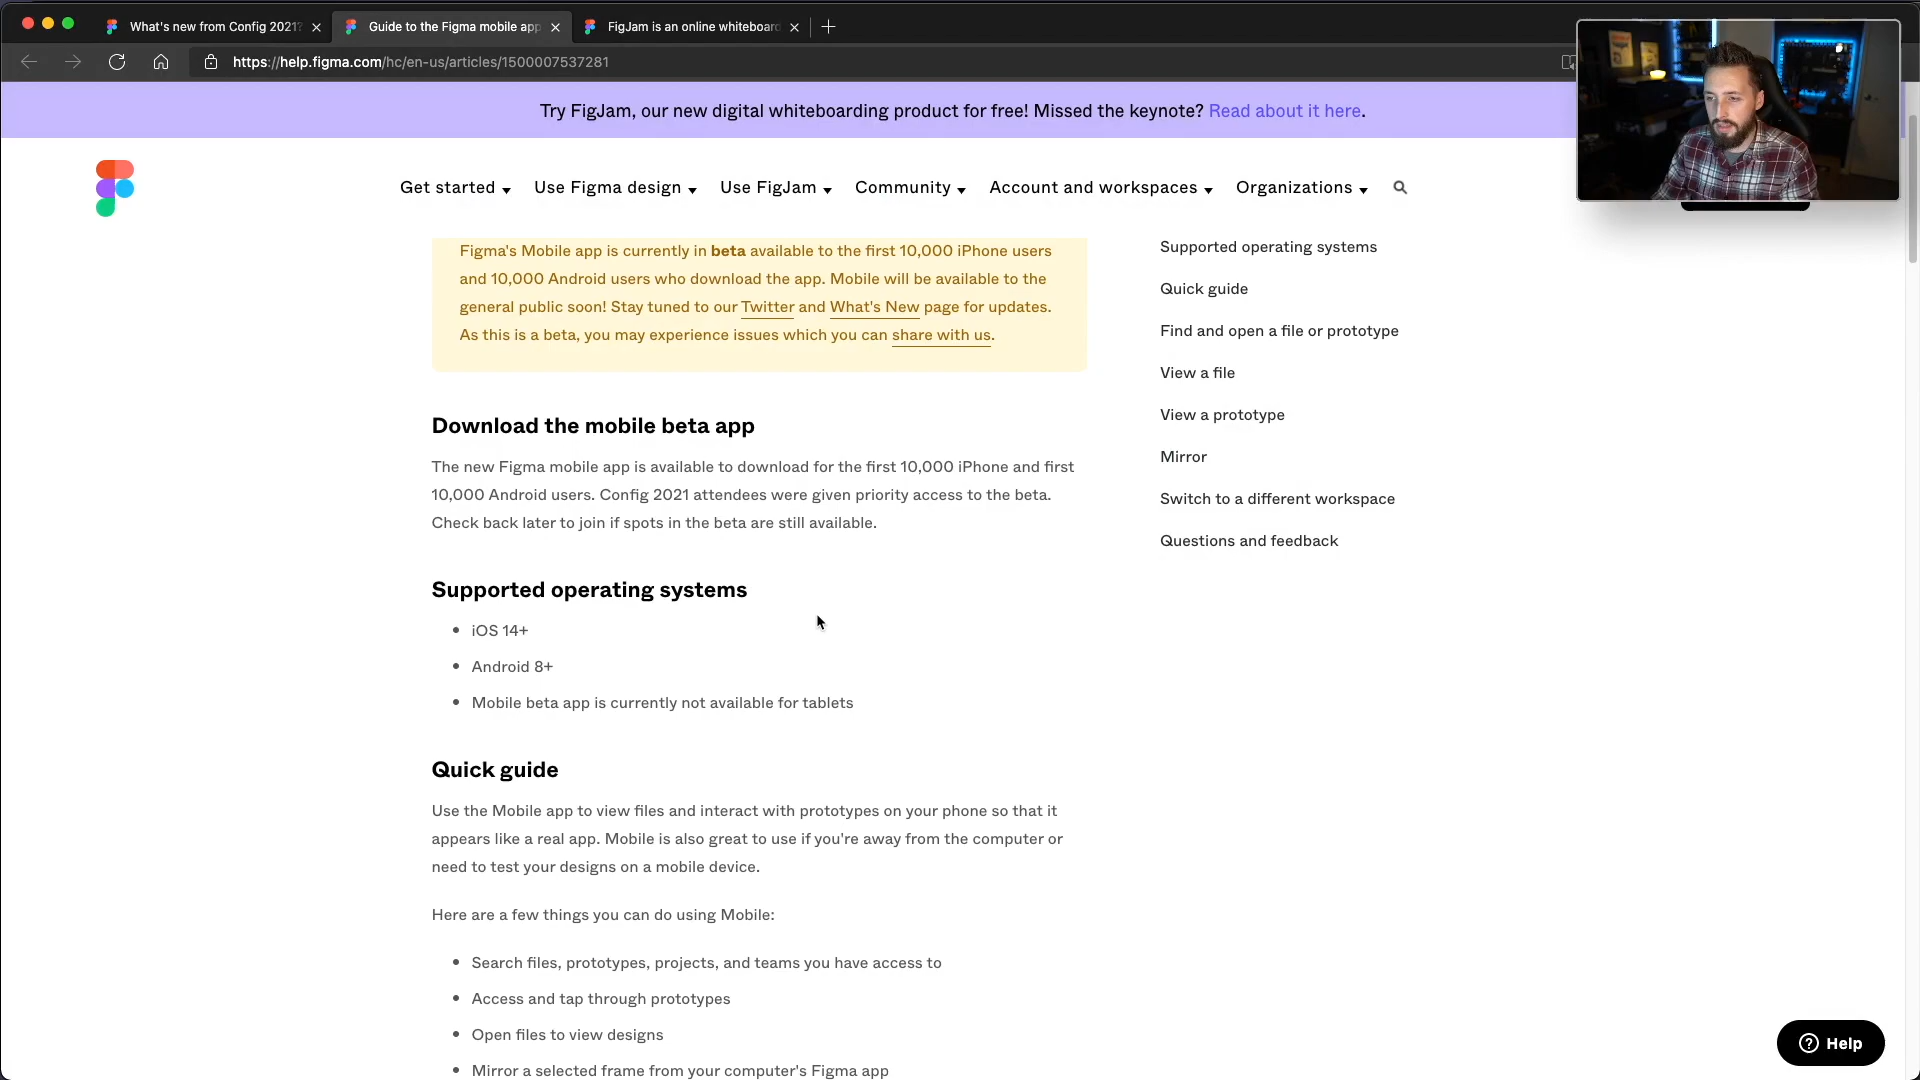 What's new from Config 2021?
Guide to the Figma mobile app
FigJam is an online whiteboard
https://help.figma.com/hc/en-us/articles/1500007537281
Try FigJam, our new digital whiteboarding product for free! Missed the keynote? Read about it here.
Get started
Use Figma design
Use FigJam
Community
Account and workspaces
Organizations
Figma's Mobile app is currently in beta available to the first 10,000 iPhone users
and 10,000 Android users who download the app. Mobile will be available to the
general public soon! Stay tuned to our Twitter and What's New page for updates.
As this is a beta, you may experience issues which you can share with us.
Download the mobile beta app
The new Figma mobile app is available to download for the first 10,000 iPhone and first
10,000 Android users. Config 2021 attendees were given priority access to the beta.
Check back later to join if spots in the beta are still available.
Supported operating systems
• iOS 14+
• Android 8+
• Mobile beta app is currently not available for tablets
Quick guide
Use the Mobile app to view files and interact with prototypes on your phone so that it
appears like a real app. Mobile is also great to use if you're away from the computer or
need to test your designs on a mobile device.
Here are a few things you can do using Mobile:
• Search files, prototypes, projects, and teams you have access to
• Access and tap through prototypes
• Open files to view designs
• Mirror a selected frame from your computer's Figma app
Supported operating systems
Quick guide
Find and open a file or prototype
View a file
View a prototype
Mirror
Switch to a different workspace
Questions and feedback
Help